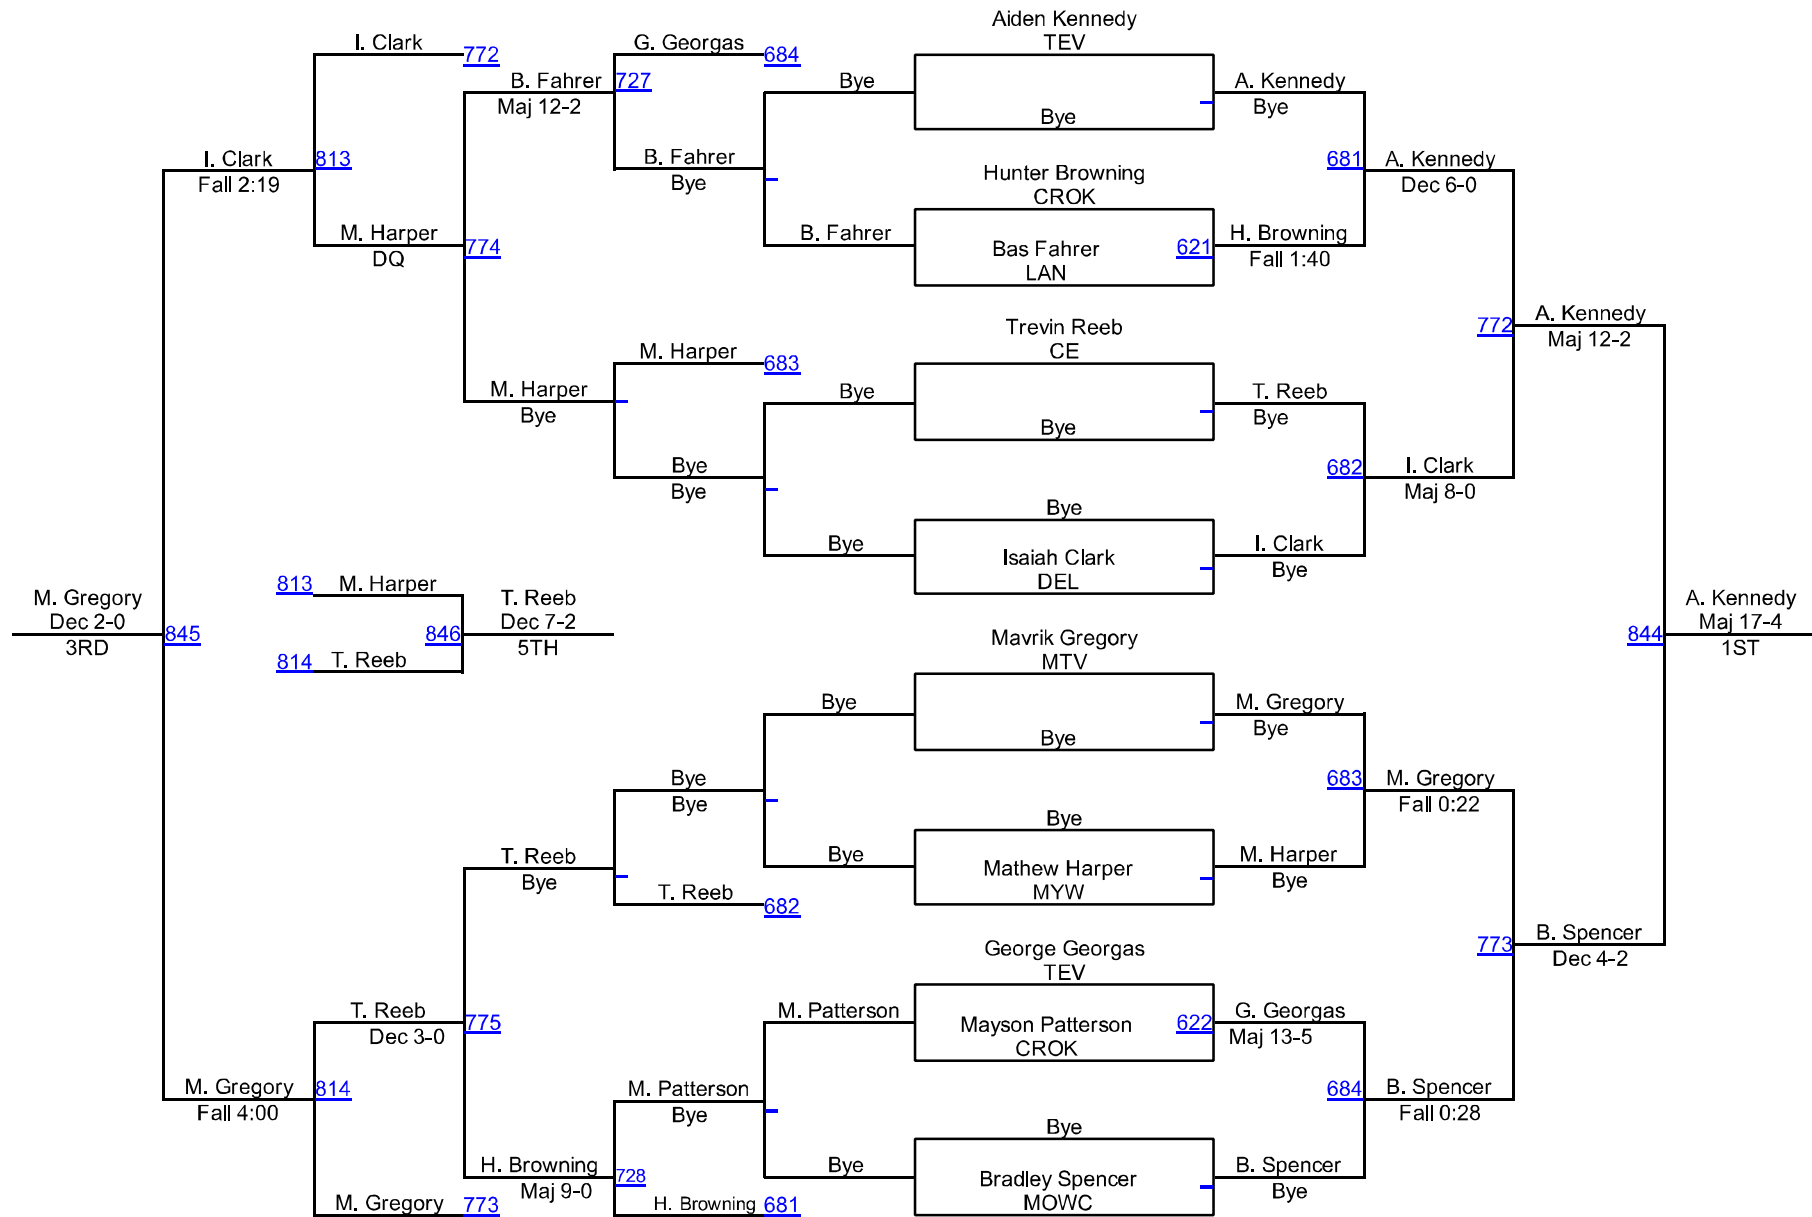 Aiden Kennedy
TEV
I. Clark
772
G. Georgas
684
B. Fahrer
727
Maj 12-2
Bye
Bye
A. Kennedy
Bye
I. Clark
813
Fall 2:19
B. Fahrer
Bye
Hunter Browning
CROK
681
A. Kennedy
Dec 6-0
M. Harper
DQ
774
B. Fahrer
Bas Fahrer
LAN
621
H. Browning
Fall 1:40
Trevin Reeb
CE
772
A. Kennedy
Maj 12-2
M. Harper
683
M. Harper
Bye
Bye
Bye
T. Reeb
Bye
Bye
Bye
682
I. Clark
Maj 8-0
Bye
Bye
Isaiah Clark
DEL
I. Clark
Bye
M. Gregory
Dec 2-0
3RD
845
813
M. Harper
846
814
T. Reeb
T. Reeb
Dec 7-2
5TH
Mavrik Gregory
MTV
844
A. Kennedy
Maj 17-4
1ST
Bye
Bye
M. Gregory
Bye
Bye
Bye
683
M. Gregory
Fall 0:22
Bye
T. Reeb
Bye
Bye
Mathew Harper
MYW
M. Harper
Bye
T. Reeb
682
George Georgas
TEV
773
B. Spencer
Dec 4-2
T. Reeb
Dec 3-0
775
M. Patterson
Mayson Patterson
CROK
622
G. Georgas
Maj 13-5
M. Gregory
814
Fall 4:00
M. Patterson
Bye
684
B. Spencer
Fall 0:28
Bye
H. Browning
Maj 9-0
728
Bye
Bradley Spencer
MOWC
B. Spencer
Bye
M. Gregory
773
H. Browning
681